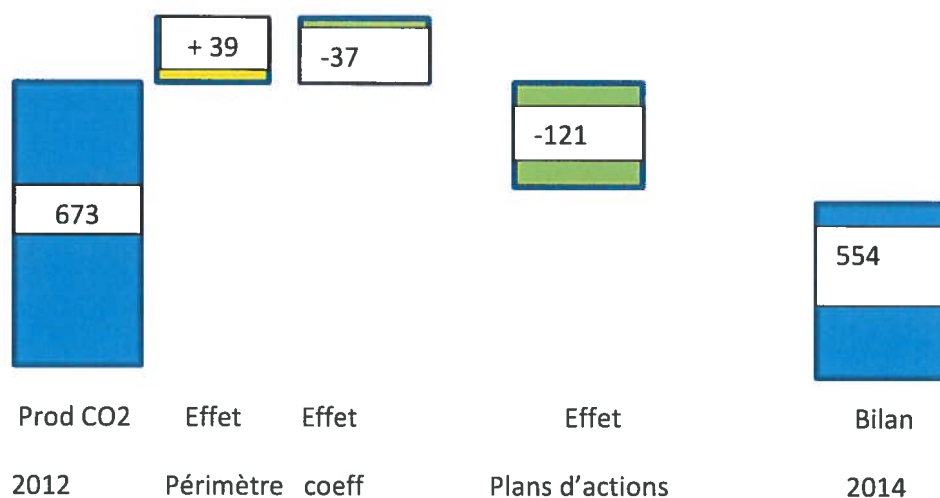 + 39
-37
-121
673
554
Prod CO2 Effet Effet Effet Bilan
2012 Périmètre coeff Plans d'actions 2014